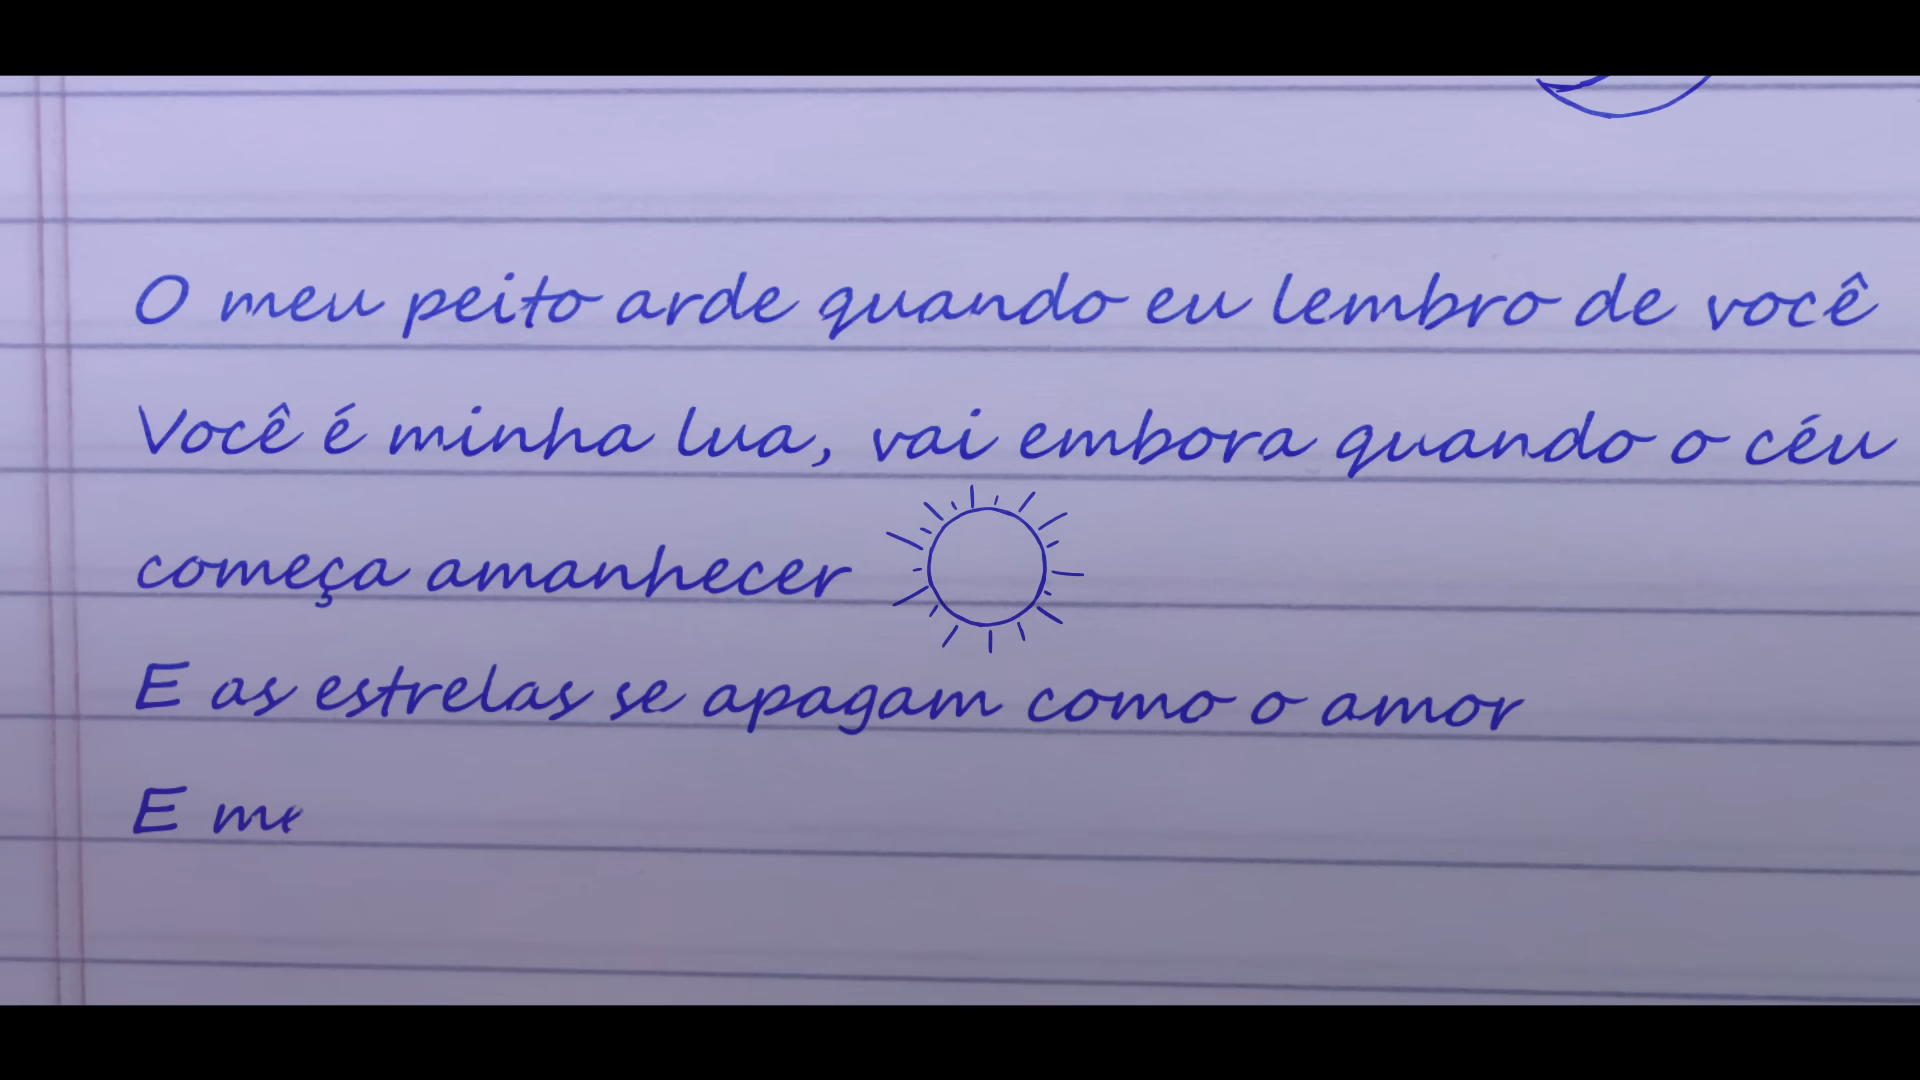 O meu peito arde quando eu lembro de você
Você é minha lua, vai embora quando o céu
começa amanhecer
E as estrelas se apagam como o amor
E me